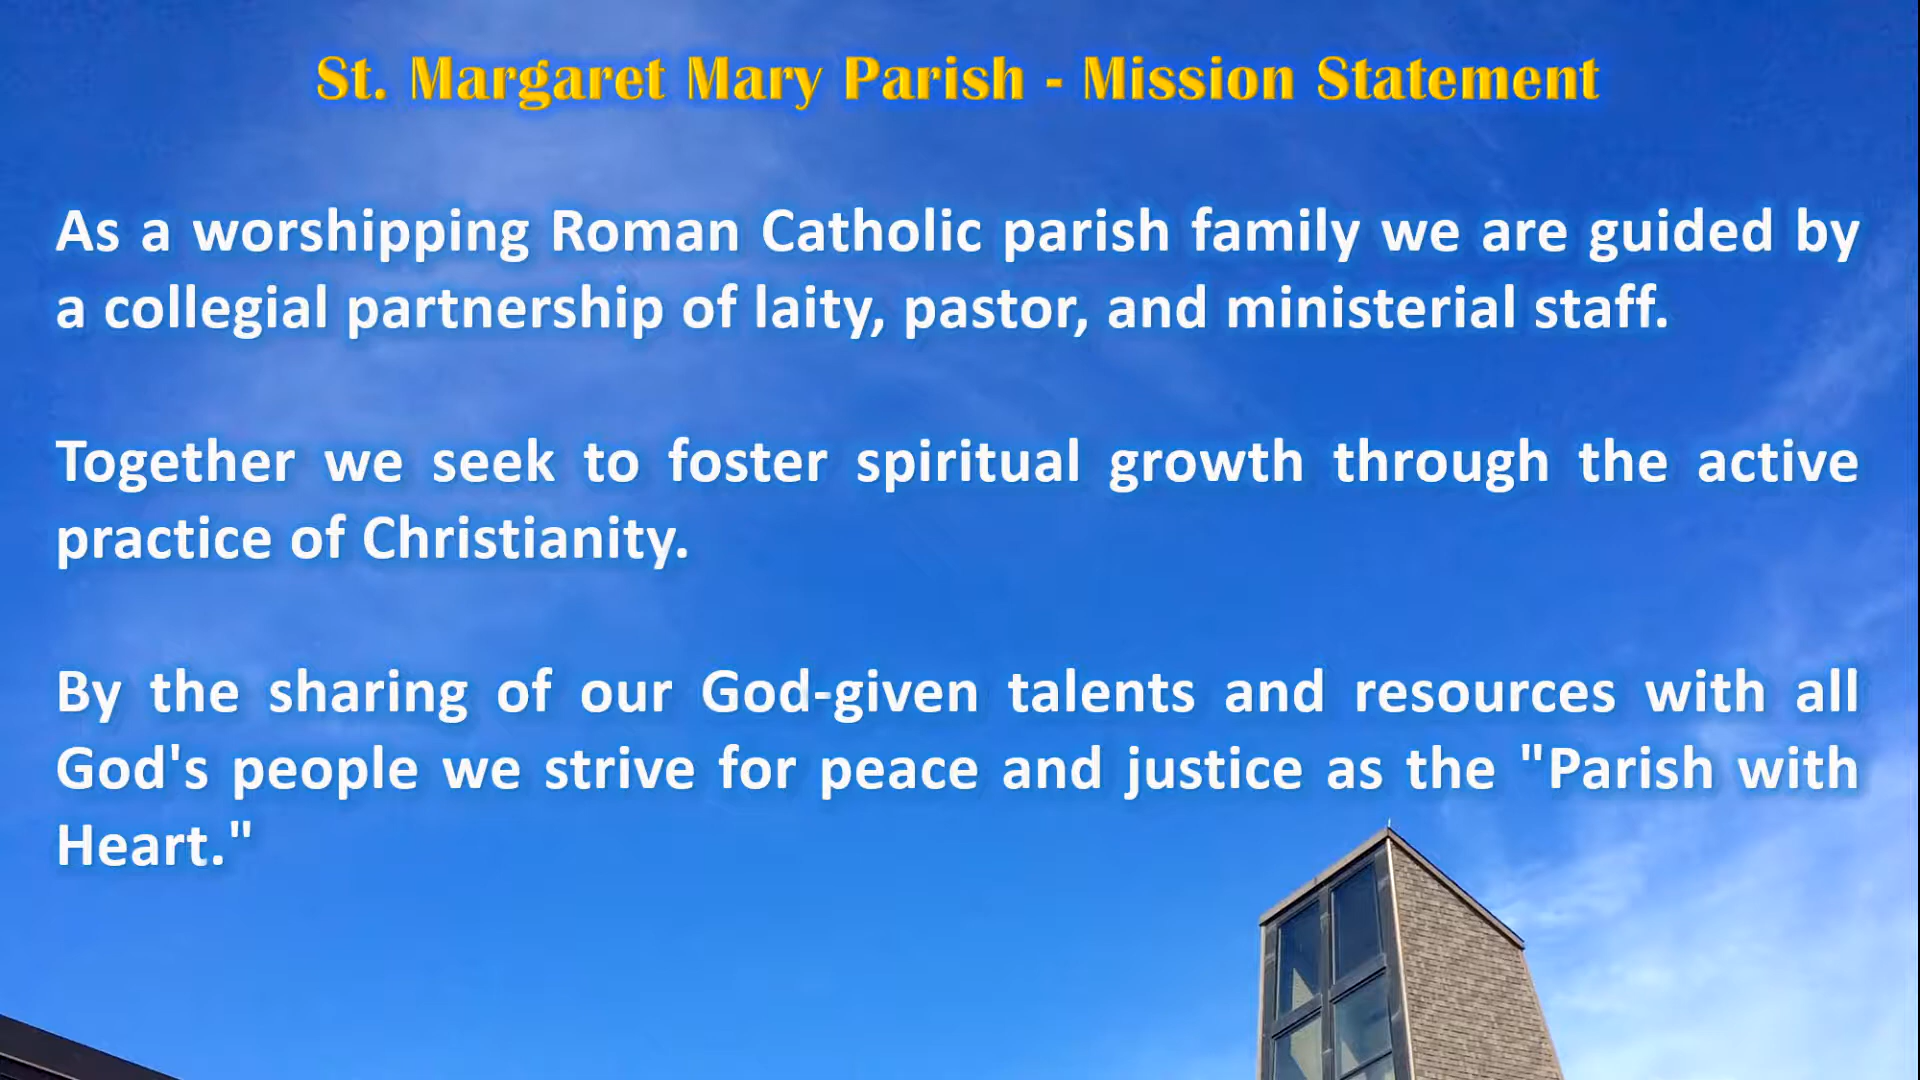 St. Margaret Mary Parish - Mission Statement
As a worshipping Roman Catholic parish family we are guided by
a collegial partnership of laity, pastor, and ministerial staff.
Together we seek to foster spiritual growth through the active
practice of Christianity.
By the sharing of our God-given talents and resources with all
God's people we strive for peace and justice as the "Parish with
Heart."